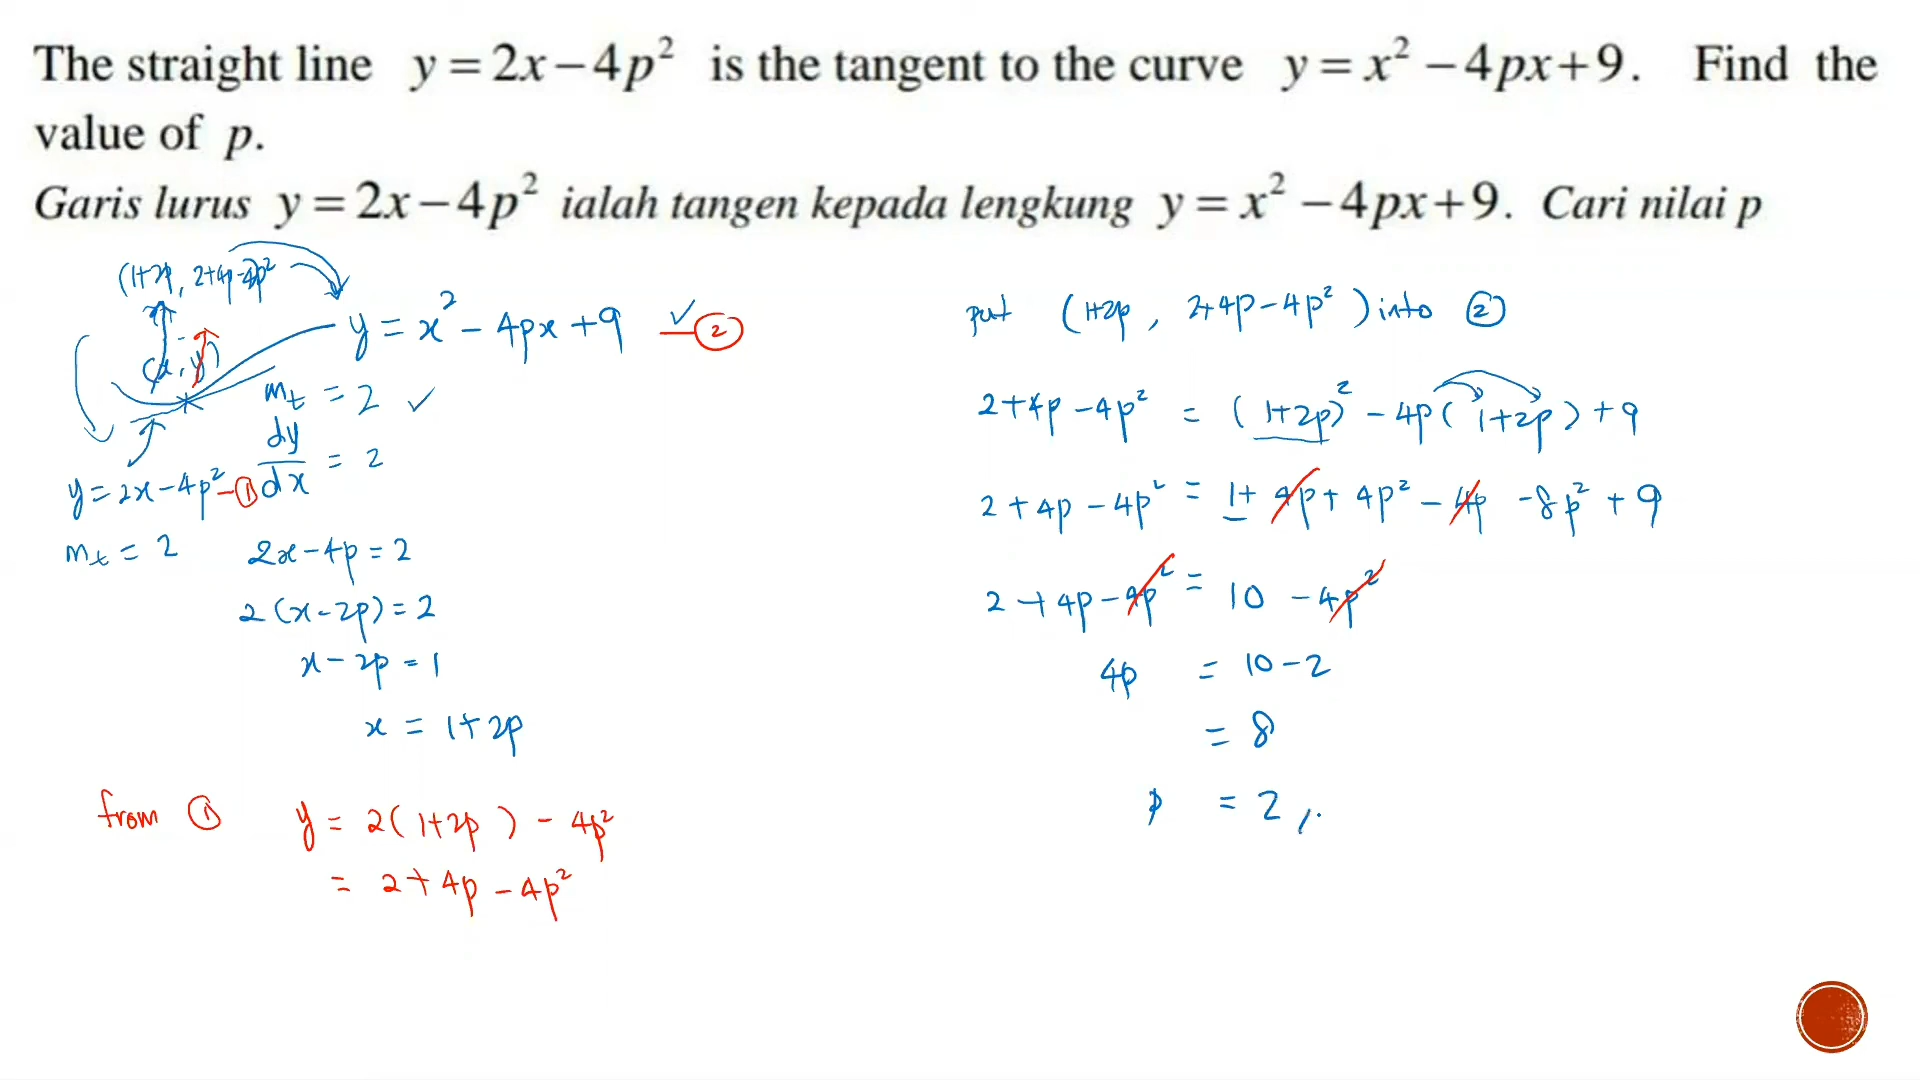 The straight line y = 2x − 4p² is the tangent to the curve y = x² − 4px + 9. Find the
value of p.
Garis lurus y = 2x − 4p² ialah tangen kepada lengkung y = x² − 4px + 9. Cari nilai p
(1+2p, 2+4p-4p²
(x, y)
y = x² - 4px + 9 — ②
m_t = 2 ✓
dy/dx = 2
y = 2x - 4p² - ①
m_t = 2
2x - 4p = 2
2(x - 2p) = 2
x - 2p = 1
x = 1 + 2p
from ① y = 2(1+2p) - 4p²
= 2 + 4p - 4p²
put (1+2p, 2+4p-4p²) into ②
2+4p-4p² = (1+2p)² - 4p(1+2p) + 9
2+4p-4p² = 1 + 4p + 4p² - 4p - 8p² + 9
2+4p-4p² = 10 - 4p²
4p = 10 - 2
= 8
p = 2